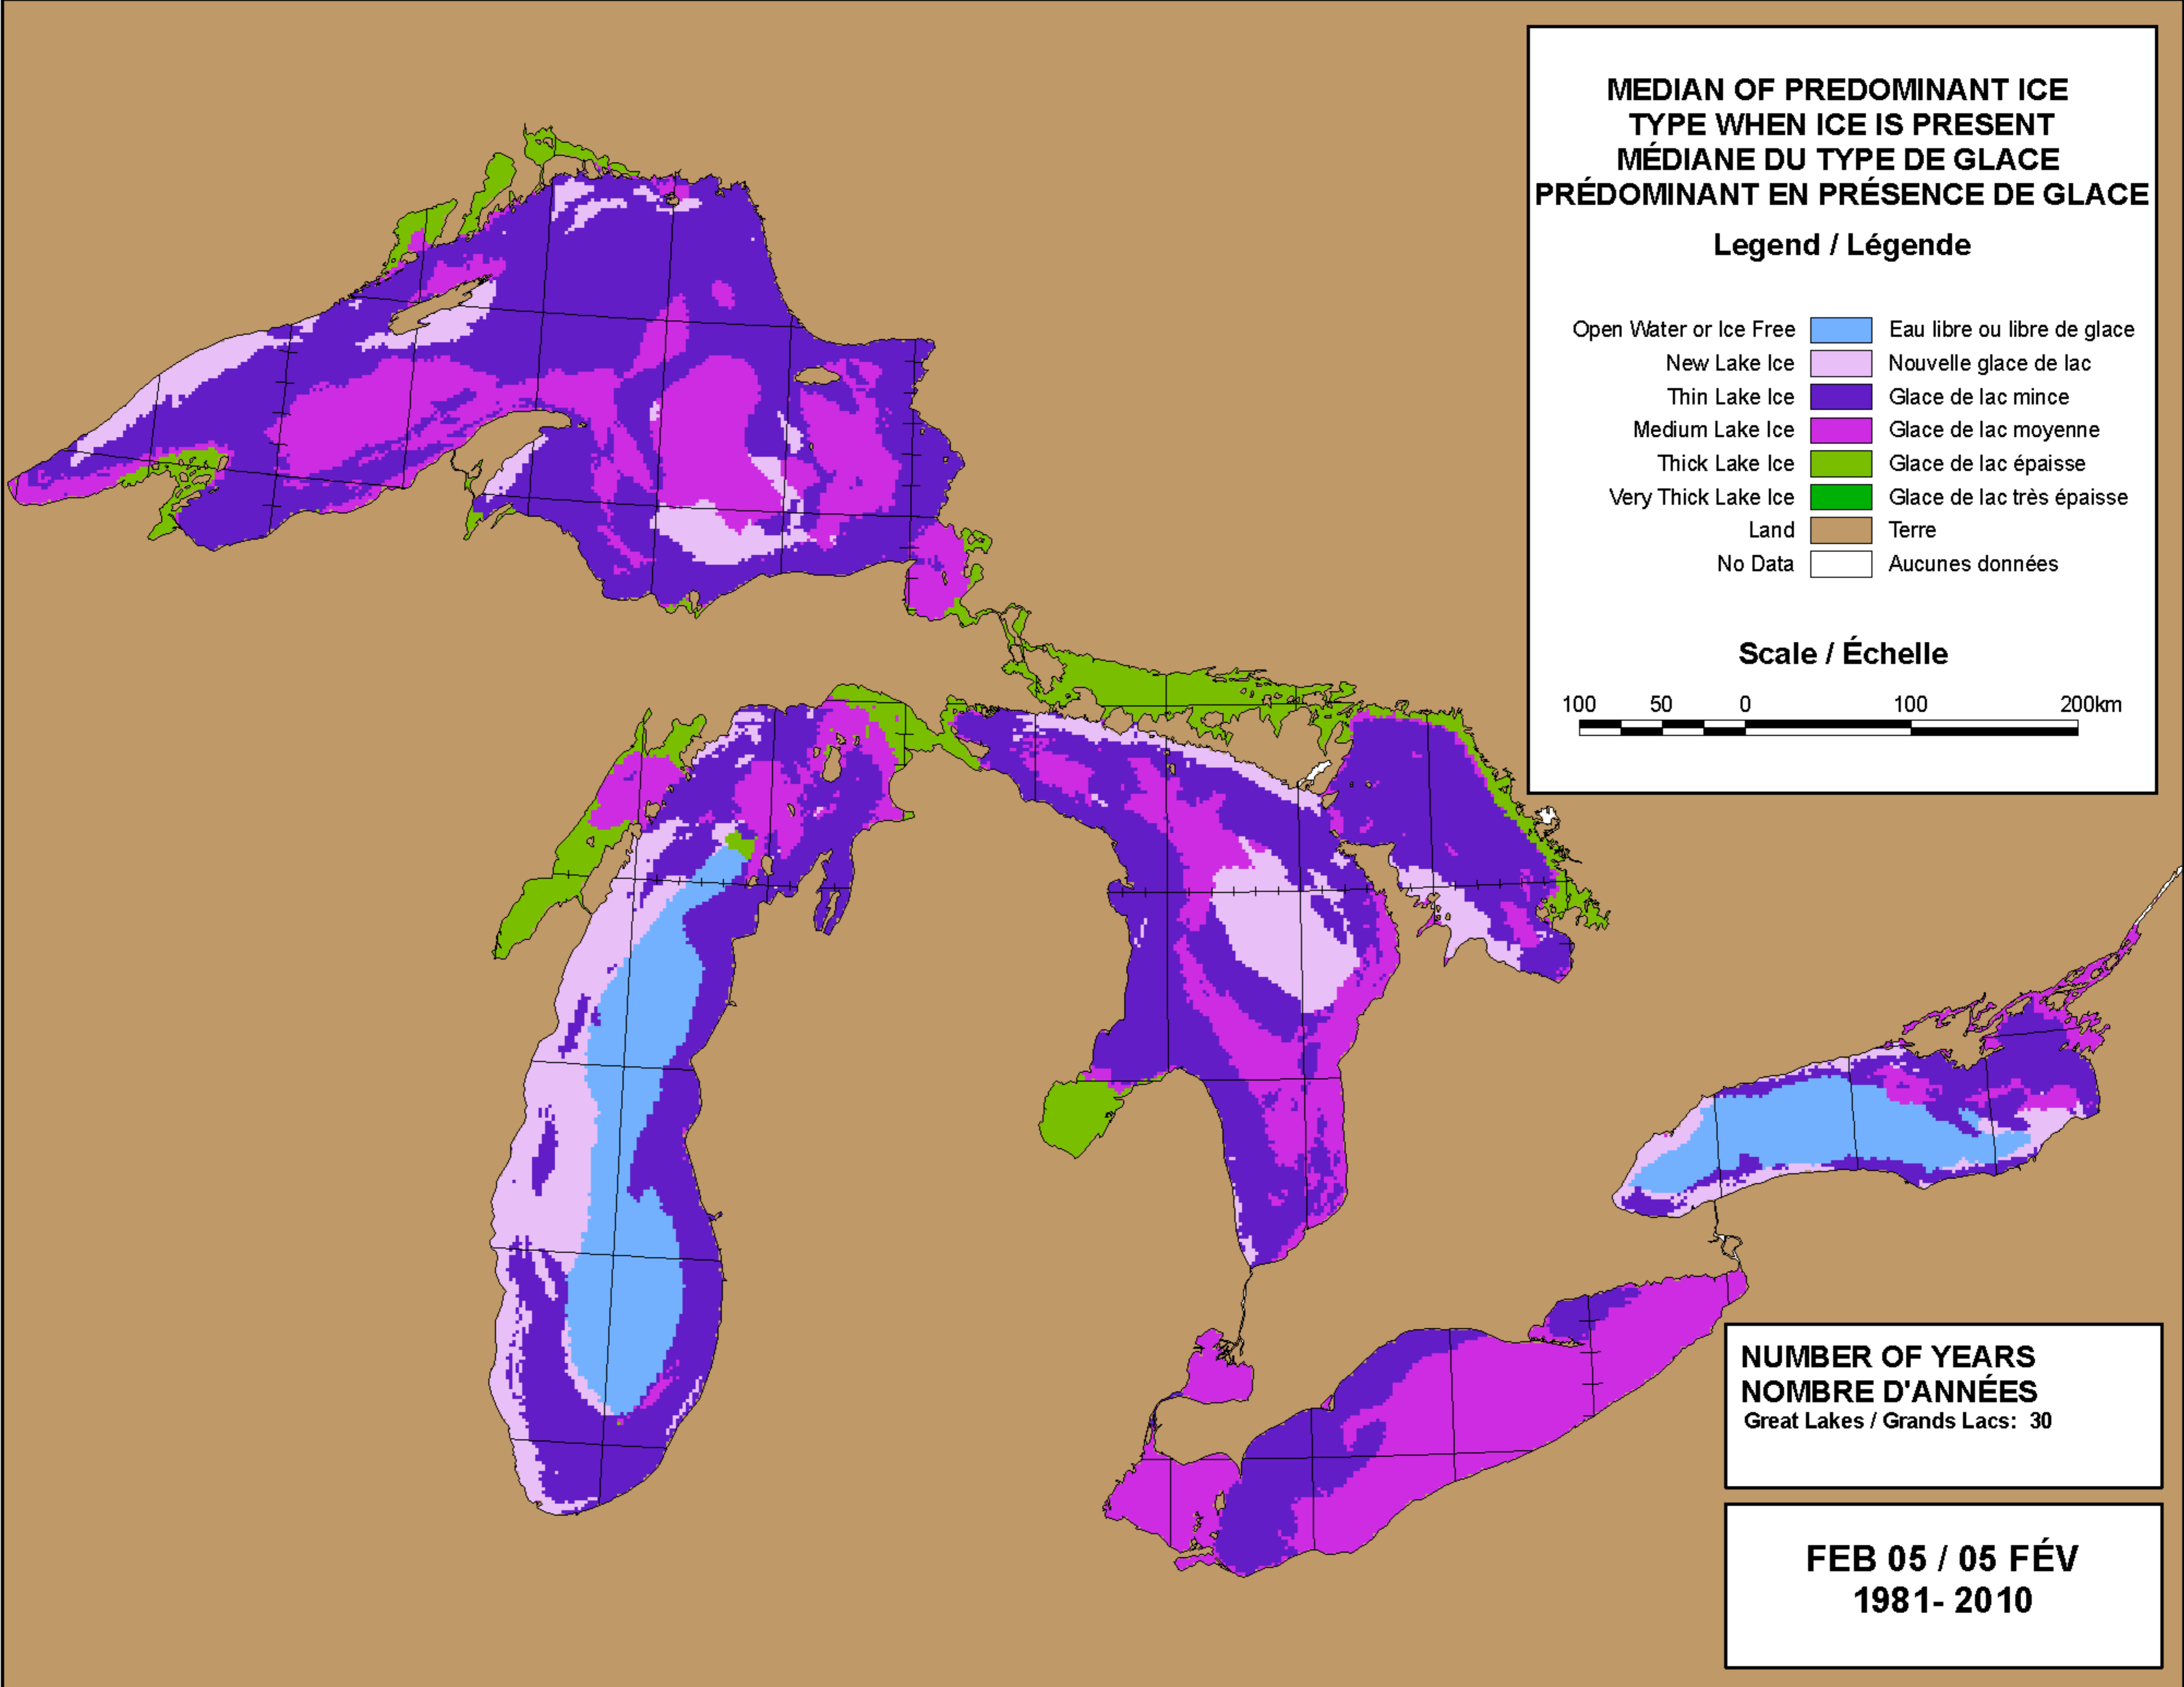 MEDIAN OF PREDOMINANT ICE
TYPE WHEN ICE IS PRESENT
MÉDIANE DU TYPE DE GLACE
PRÉDOMINANT EN PRÉSENCE DE GLACE
Legend / Légende
Open Water or Ice Free Eau libre ou libre de glace
New Lake Ice Nouvelle glace de lac
Thin Lake Ice Glace de lac mince
Medium Lake Ice Glace de lac moyenne
Thick Lake Ice Glace de lac épaisse
Very Thick Lake Ice Glace de lac très épaisse
Land Terre
No Data Aucunes données
Scale / Échelle
100 50 0 100 200km
NUMBER OF YEARS
NOMBRE D'ANNÉES
Great Lakes / Grands Lacs: 30
FEB 05 / 05 FÉV
1981- 2010